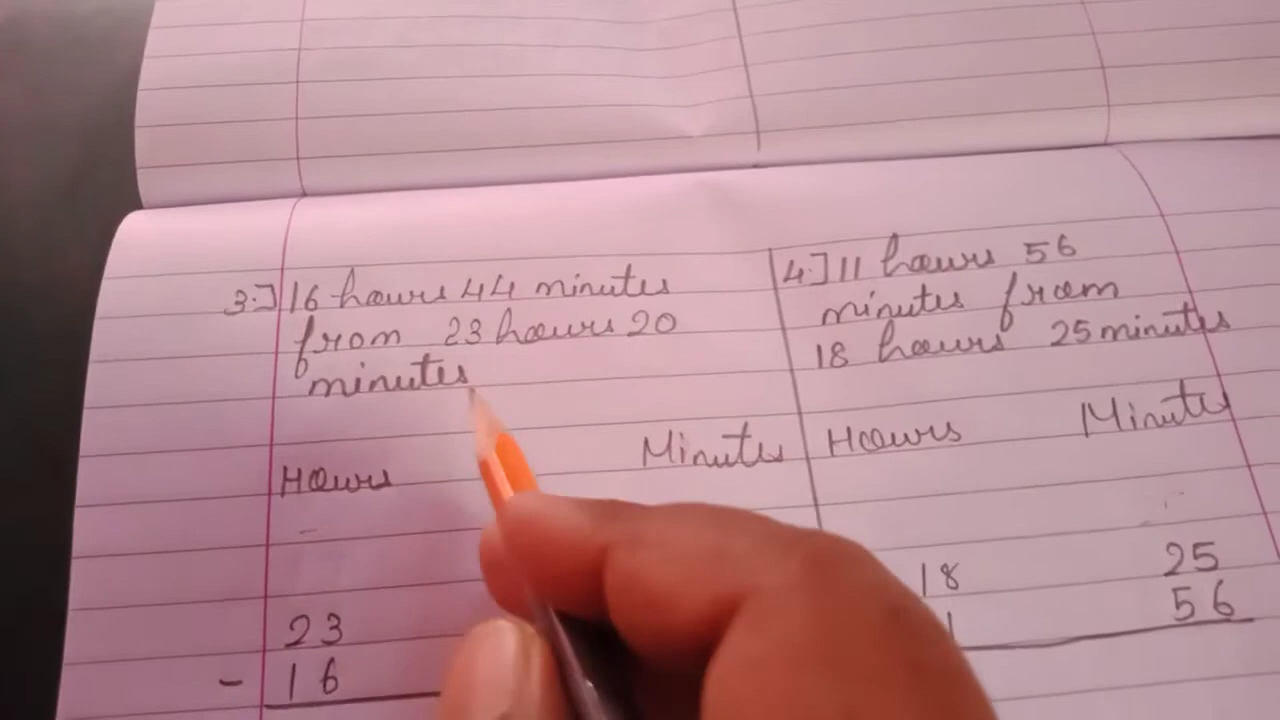 3.] 16 hours 44 minutes
from 23 hours 20
minutes
Hours Minutes
23
- 16
4.] 11 hours 56
minutes from
18 hours 25 minutes
Hours Minutes
18 25
1 56